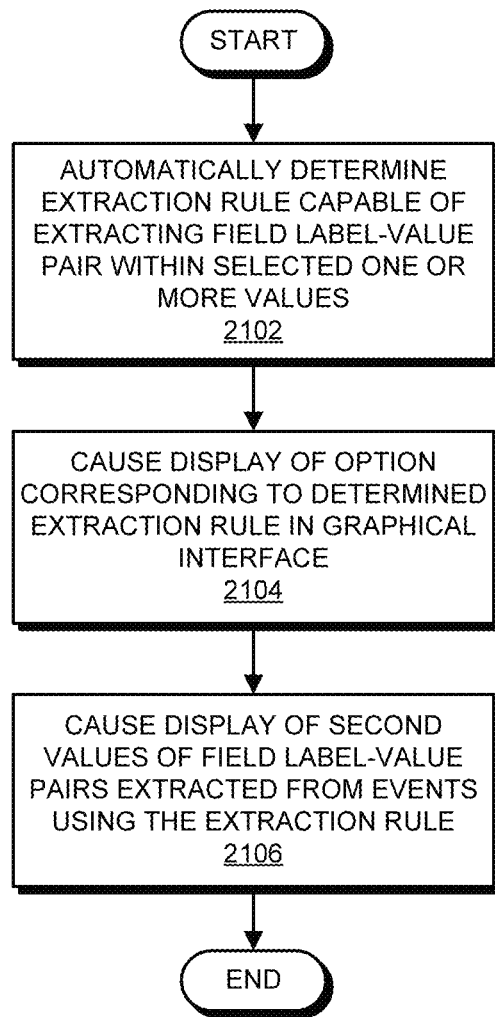 START
AUTOMATICALLY DETERMINE
EXTRACTION RULE CAPABLE OF
EXTRACTING FIELD LABEL-VALUE
PAIR WITHIN SELECTED ONE OR
MORE VALUES
2102
CAUSE DISPLAY OF OPTION
CORRESPONDING TO DETERMINED
EXTRACTION RULE IN GRAPHICAL
INTERFACE
2104
CAUSE DISPLAY OF SECOND
VALUES OF FIELD LABEL-VALUE
PAIRS EXTRACTED FROM EVENTS
USING THE EXTRACTION RULE
2106
END